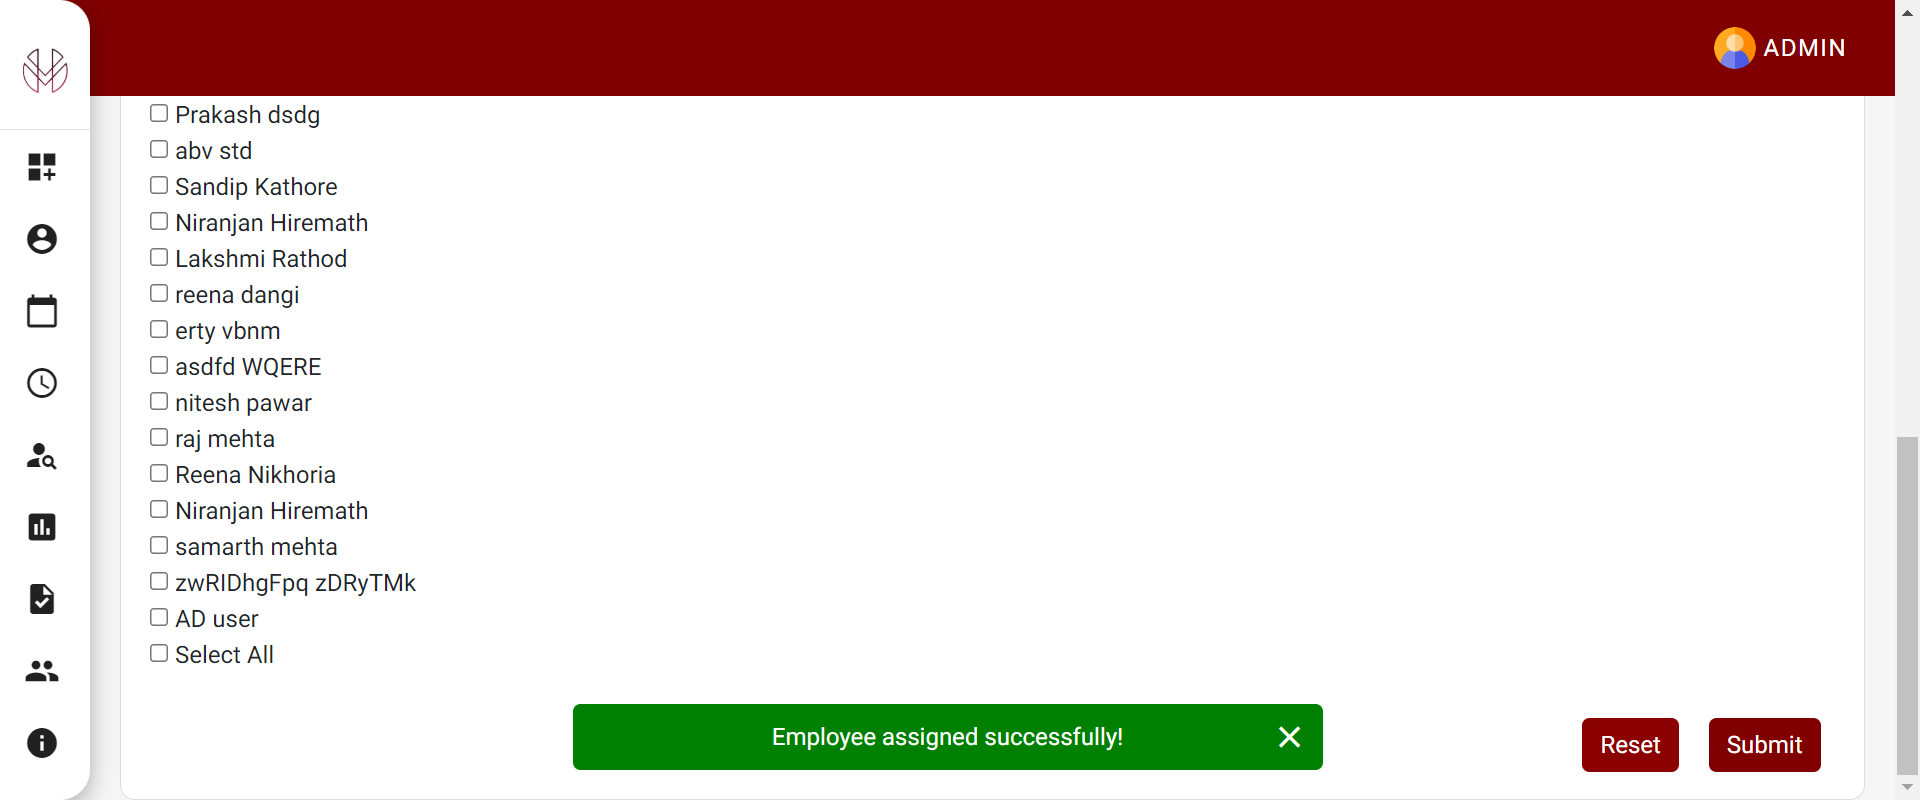 ADMIN
Prakash dsdg
abv std
Sandip Kathore
Niranjan Hiremath
Lakshmi Rathod
reena dangi
erty vbnm
asdfd WQERE
nitesh pawar
raj mehta
Reena Nikhoria
Niranjan Hiremath
samarth mehta
zwRIDhgFpq zDRyTMk
AD user
Select All
Employee assigned successfully!
Reset
Submit